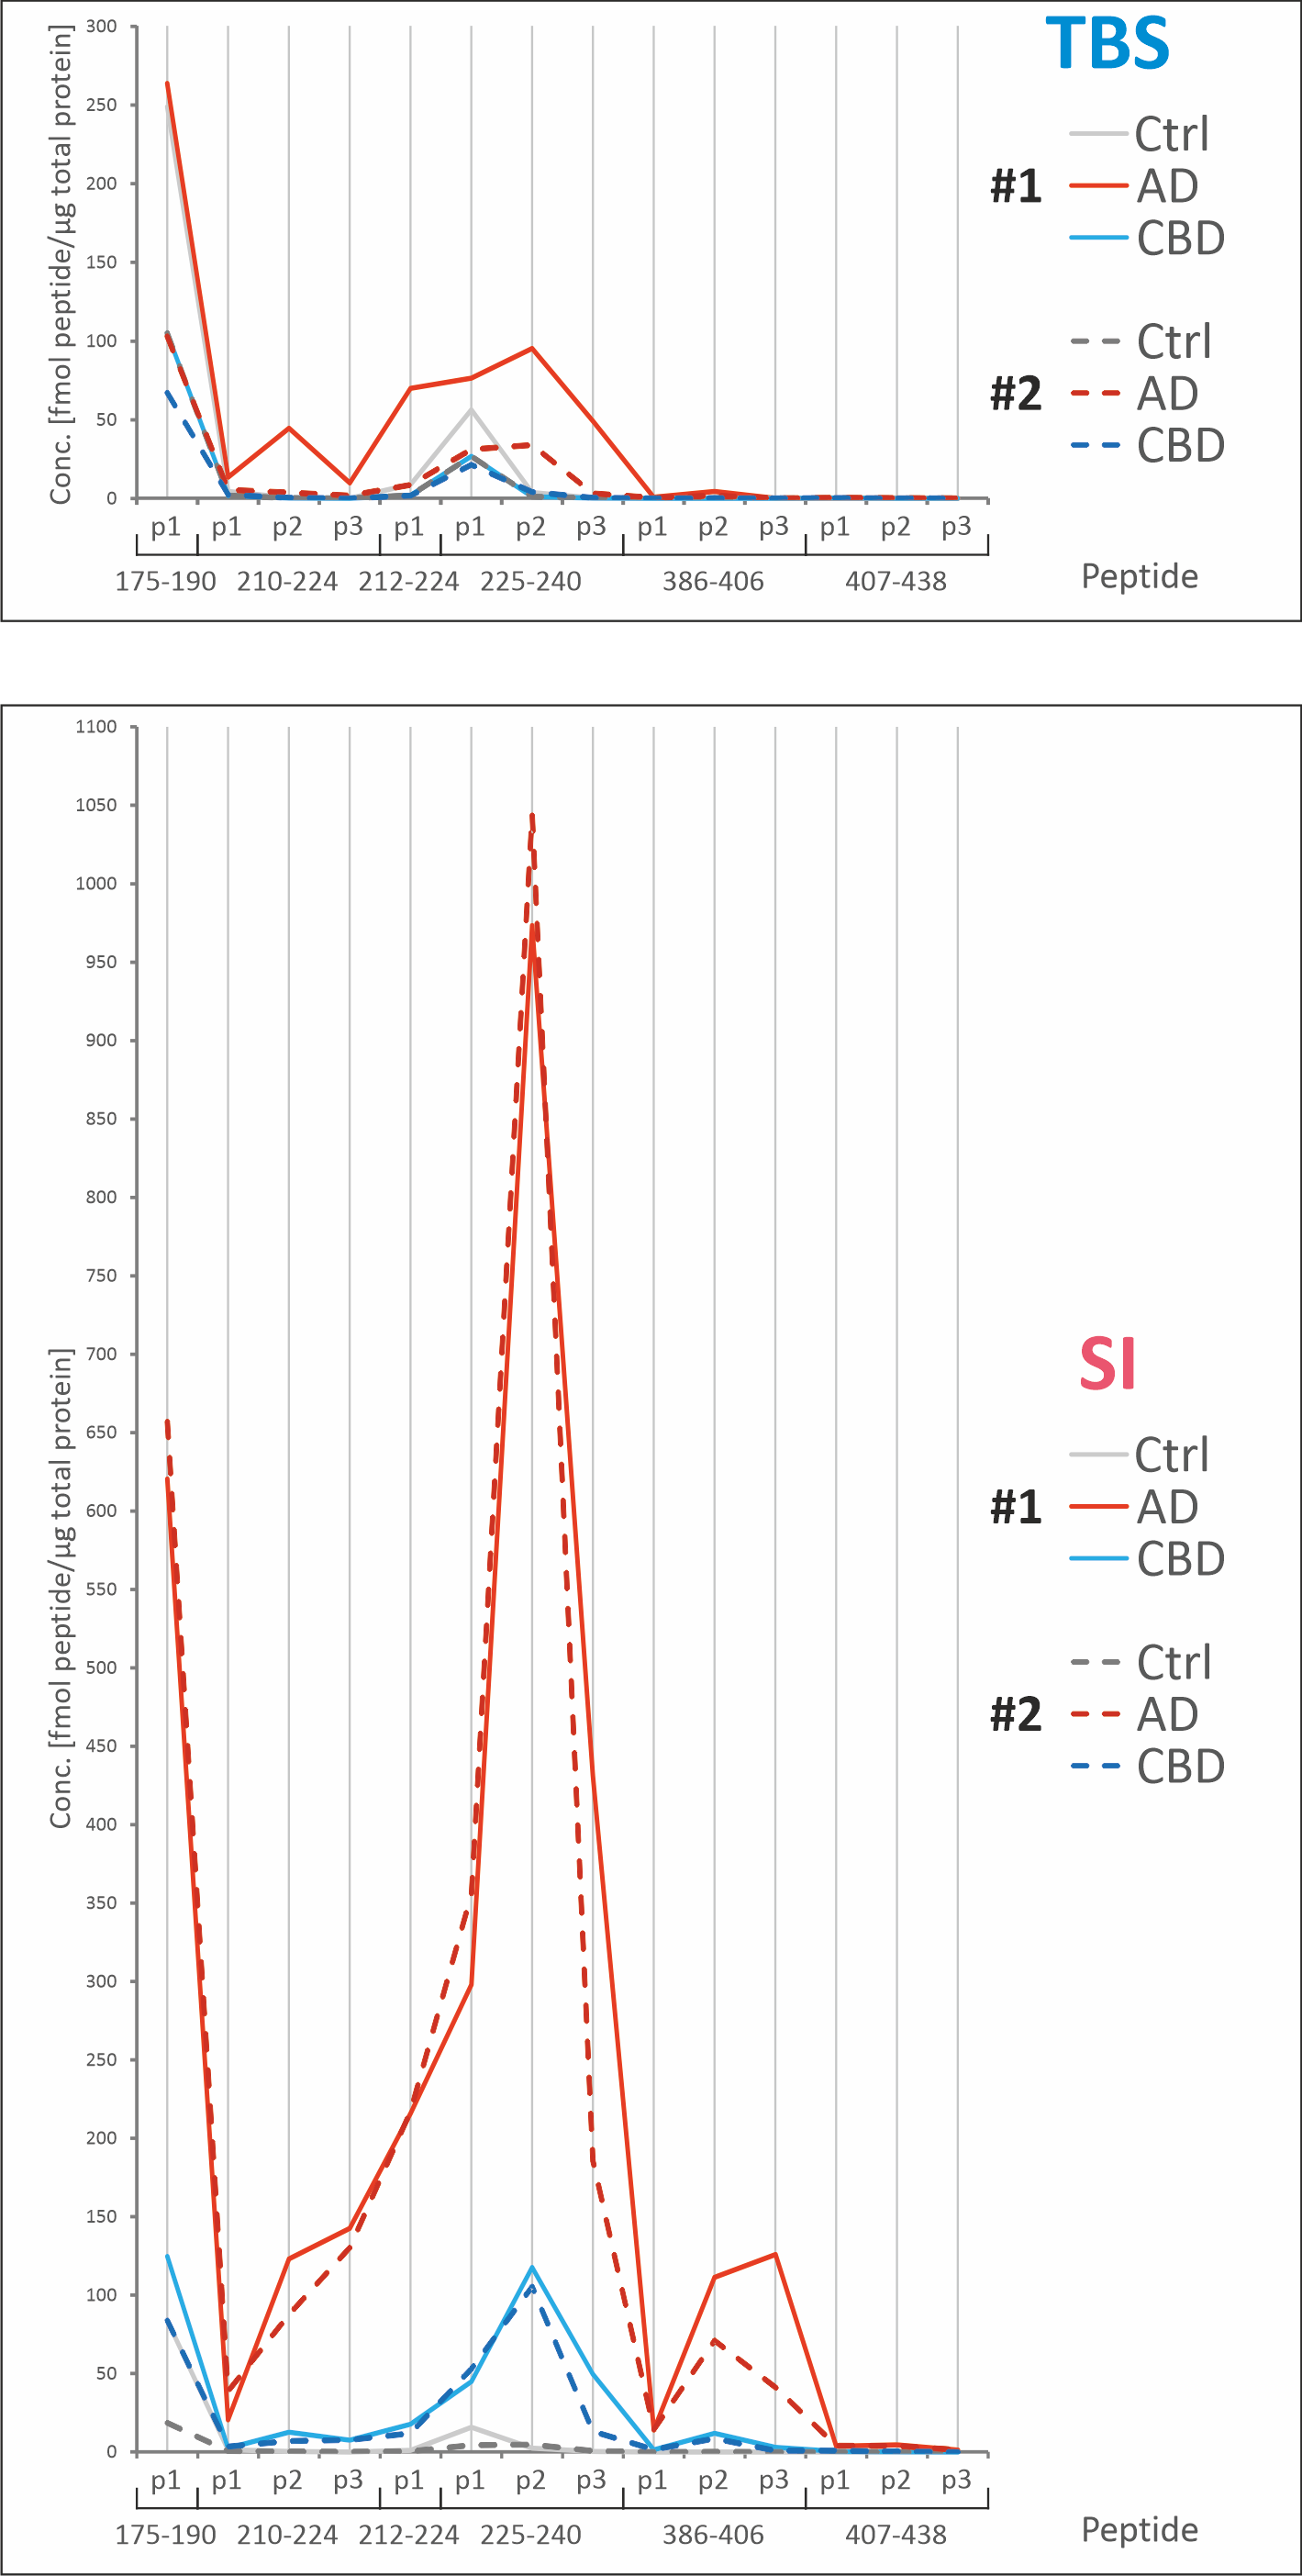 TBS
Conc. [fmol peptide/µg total protein]
300
250
200
150
100
50
0
Ctrl
#1 AD
CBD
Ctrl
#2 AD
CBD
p1 p1 p2 p3 p1 p1 p2 p3 p1 p2 p3 p1 p2 p3
175-190 210-224 212-224 225-240 386-406 407-438 Peptide
Conc. [fmol peptide/µg total protein]
1100
1050
1000
950
900
850
800
750
700
650
600
550
500
450
400
350
300
250
200
150
100
50
0
SI
Ctrl
#1 AD
CBD
Ctrl
#2 AD
CBD
p1 p1 p2 p3 p1 p1 p2 p3 p1 p2 p3 p1 p2 p3
175-190 210-224 212-224 225-240 386-406 407-438 Peptide